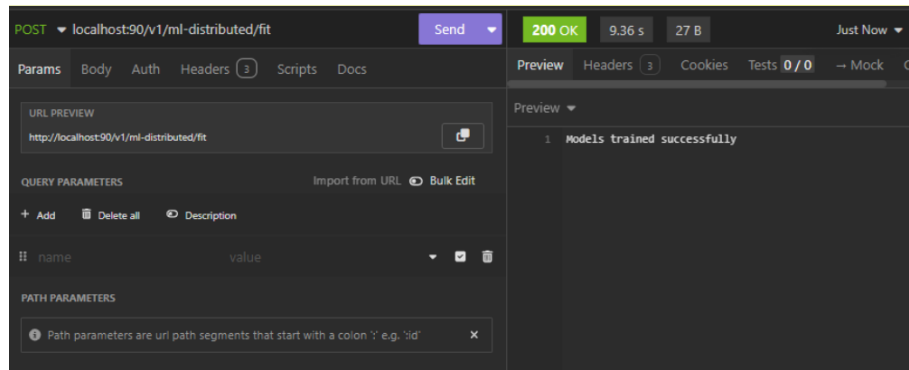 POST localhost:90/v1/ml-distributed/fit Send
Params Body Auth Headers 3 Scripts Docs
URL PREVIEW
http://localhost:90/v1/ml-distributed/fit
QUERY PARAMETERS Import from URL Bulk Edit
+ Add Delete all Description
name value
PATH PARAMETERS
Path parameters are url path segments that start with a colon ':' e.g. ':id' ×
200 OK 9.36 s 27 B Just Now
Preview Headers 3 Cookies Tests 0 / 0 → Mock
Preview
1 Models trained successfully